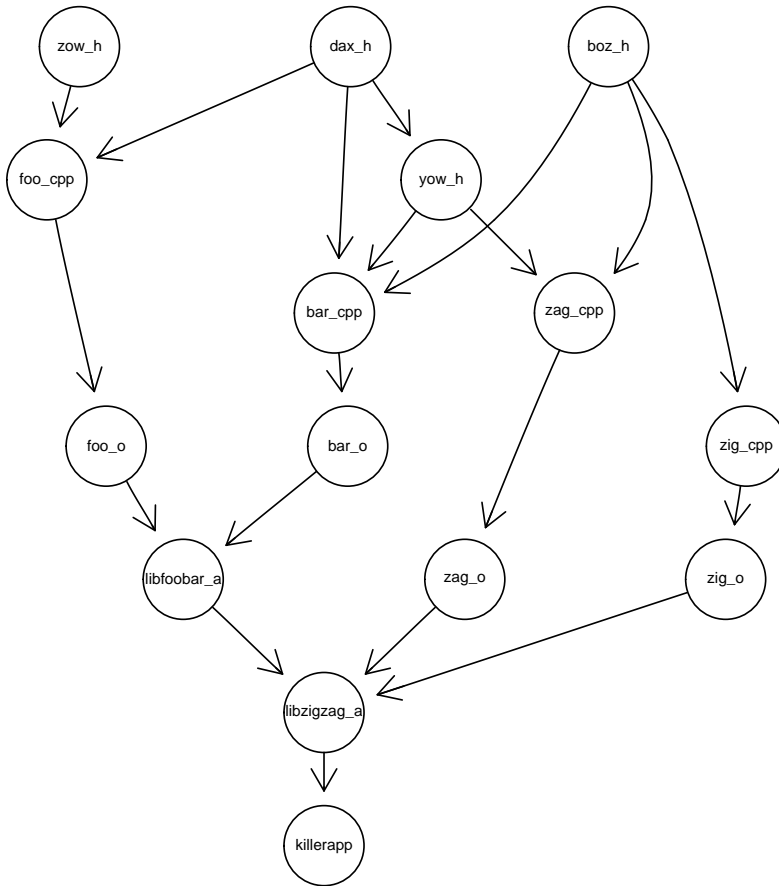 zow_h
dax_h
boz_h
foo_cpp
yow_h
bar_cpp
zag_cpp
foo_o
bar_o
zig_cpp
libfoobar_a
zag_o
zig_o
libzigzag_a
killerapp